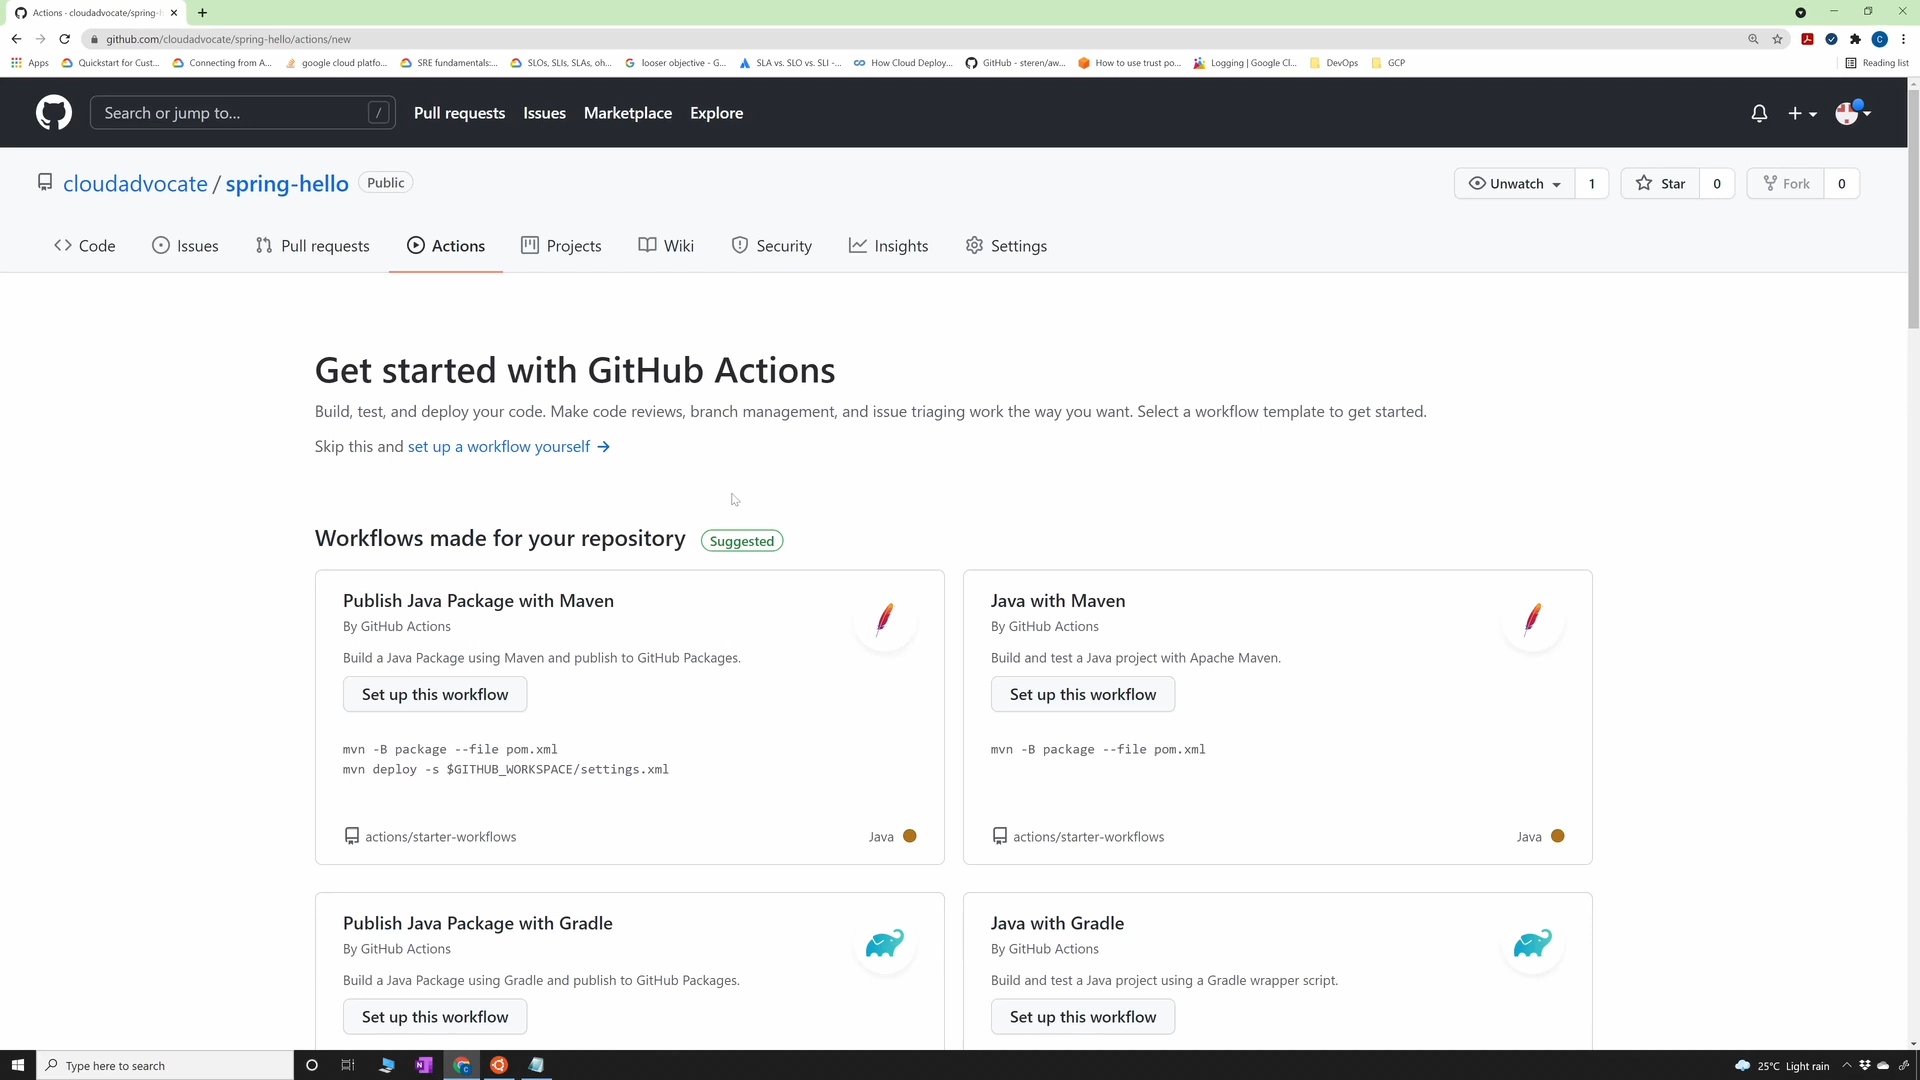 Actions · cloudadvocate/spring-h
github.com/cloudadvocate/spring-hello/actions/new
Apps
Quickstart for Cust...
Connecting from A...
google cloud platfo...
SRE fundamentals:...
SLOs, SLIs, SLAs, oh...
looser objective - G...
SLA vs. SLO vs. SLI -...
How Cloud Deploy...
GitHub - steren/aw...
How to use trust po...
Logging | Google Cl...
DevOps
GCP
Reading list
Search or jump to...
/
Pull requests
Issues
Marketplace
Explore
cloudadvocate / spring-hello
Public
Unwatch
1
Star
0
Fork
0
Code
Issues
Pull requests
Actions
Projects
Wiki
Security
Insights
Settings
Get started with GitHub Actions
Build, test, and deploy your code. Make code reviews, branch management, and issue triaging work the way you want. Select a workflow template to get started.
Skip this and set up a workflow yourself →
Workflows made for your repository
Suggested
Publish Java Package with Maven
By GitHub Actions
Build a Java Package using Maven and publish to GitHub Packages.
Set up this workflow
mvn -B package --file pom.xml
mvn deploy -s $GITHUB_WORKSPACE/settings.xml
actions/starter-workflows
Java
Java with Maven
By GitHub Actions
Build and test a Java project with Apache Maven.
Set up this workflow
mvn -B package --file pom.xml
actions/starter-workflows
Java
Publish Java Package with Gradle
By GitHub Actions
Build a Java Package using Gradle and publish to GitHub Packages.
Set up this workflow
Java with Gradle
By GitHub Actions
Build and test a Java project using a Gradle wrapper script.
Set up this workflow
Type here to search
25°C Light rain